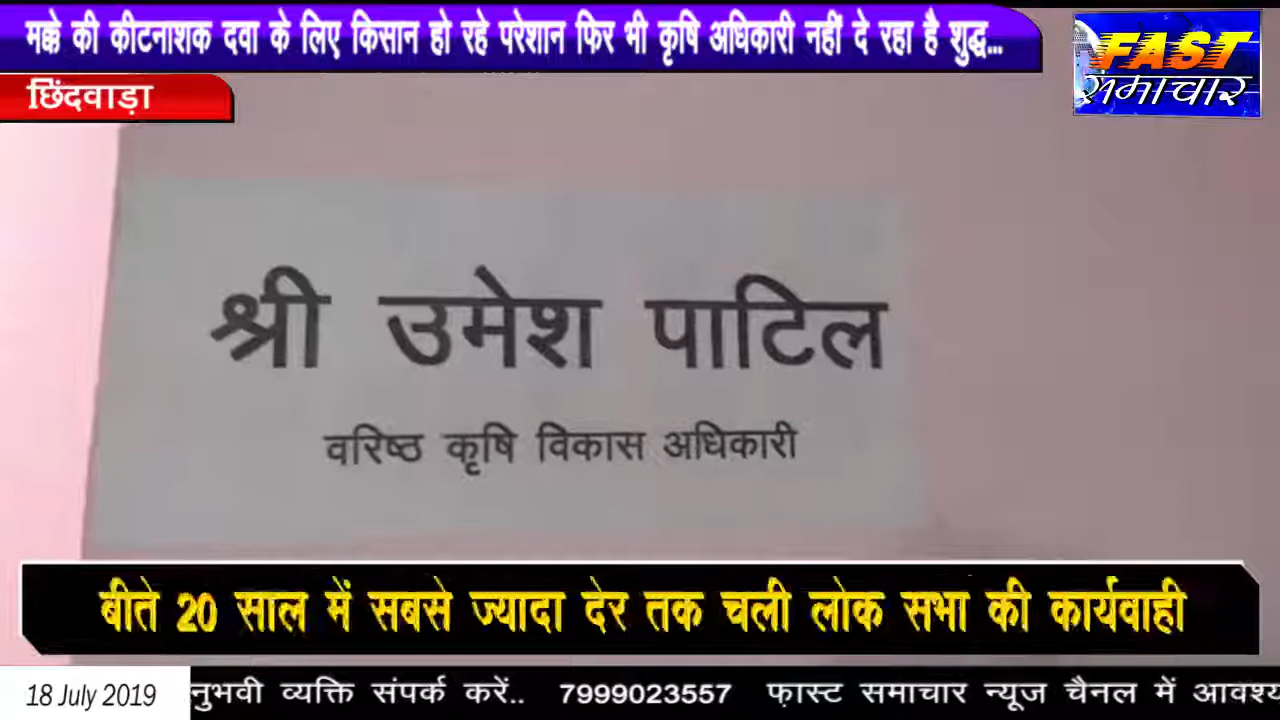 मक्के की कीटनाशक दवा के लिए किसान हो रहे परेशान फिर भी कृषि अधिकारी नहीं दे रहा है शुद्ध...
FAST
समाचार
छिंदवाड़ा
श्री उमेश पाटिल
वरिष्ठ कृषि विकास अधिकारी
बीते 20 साल में सबसे ज्यादा देर तक चली लोक सभा की कार्यवाही
18 July 2019 नुभवी व्यक्ति संपर्क करें.. 7999023557 फ़ास्ट समाचार न्यूज चैनल में आवश्य